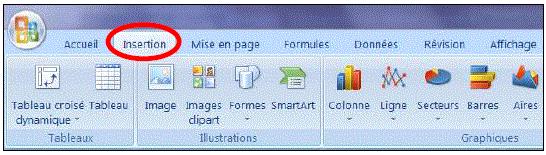 Accueil Insertion Mise en page Formules Données Révision Affichage
Tableau croisé dynamique Tableau Image Images clipart Formes SmartArt Colonne Ligne Secteurs Barres Aires
Tableaux Illustrations Graphiques